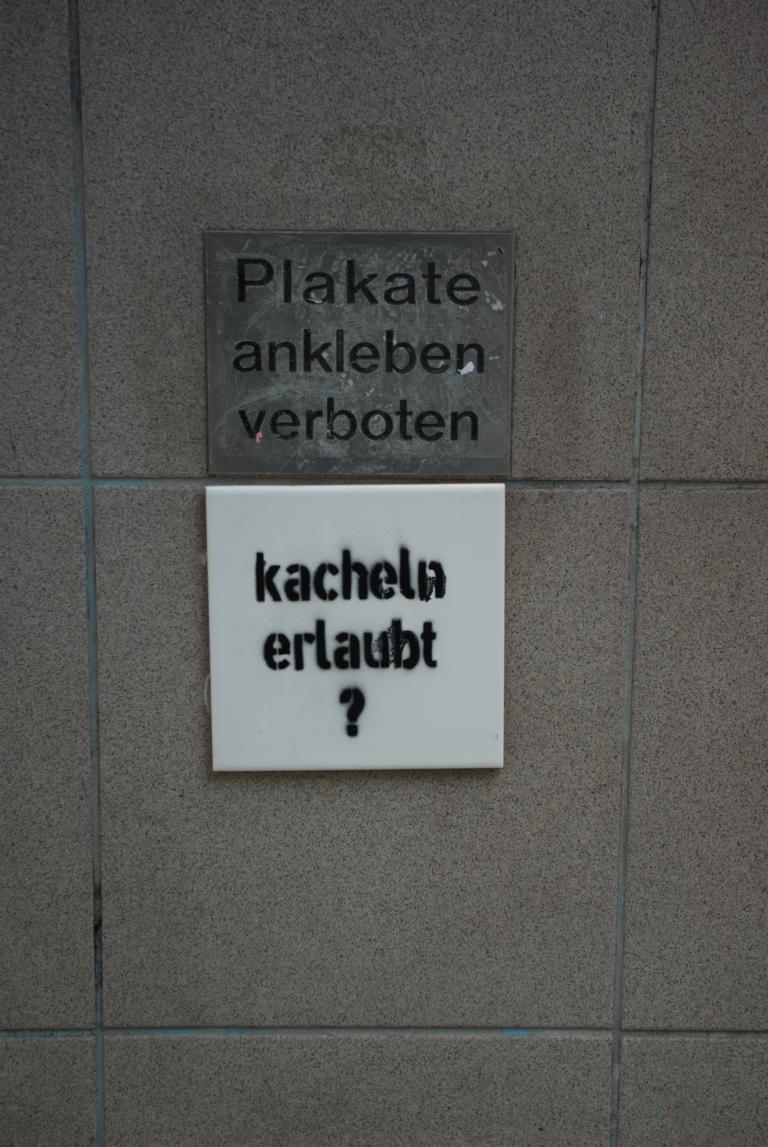 Plakate
ankleben
verboten
kacheln
erlaubt
?